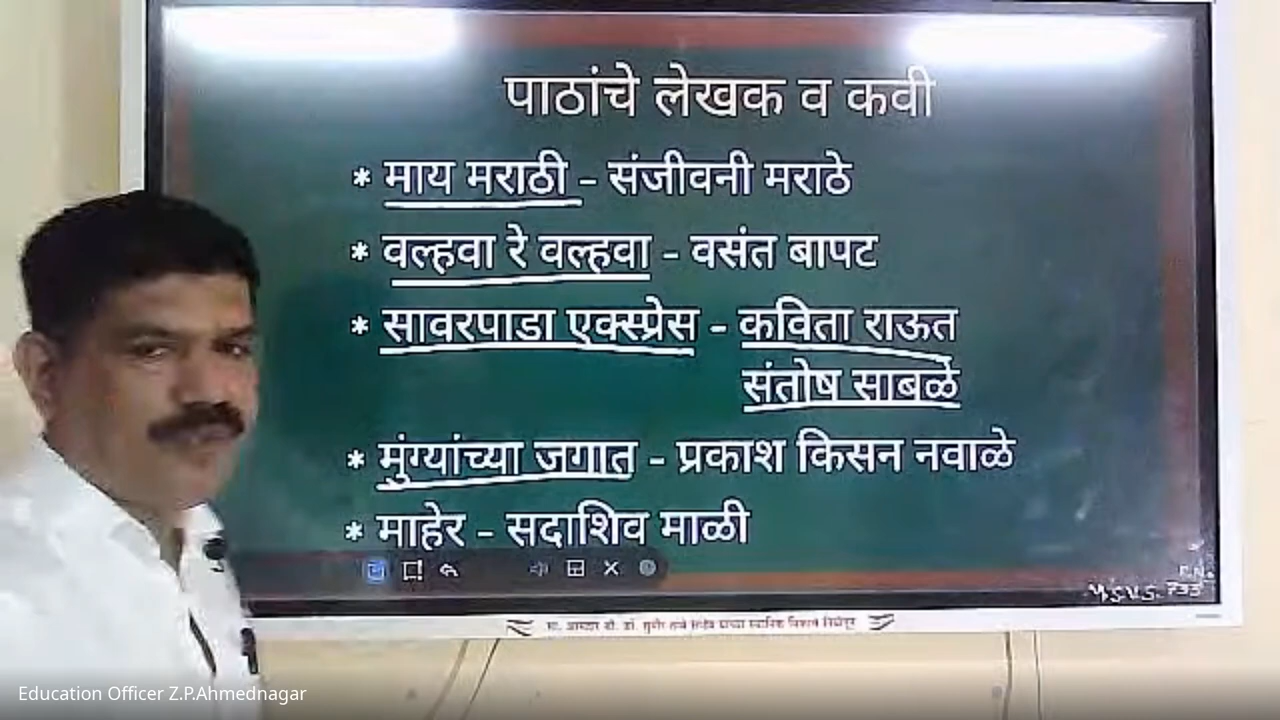 पाठांचे लेखक व कवी
* माय मराठी - संजीवनी मराठे
* वल्हवा रे वल्हवा - वसंत बापट
* सावरपाडा एक्स्प्रेस - कविता राऊत
संतोष साबळे
* मुंग्यांच्या जगात - प्रकाश किसन नवाळे
* माहेर - सदाशिव माळी
Education Officer Z.P.Ahmednagar